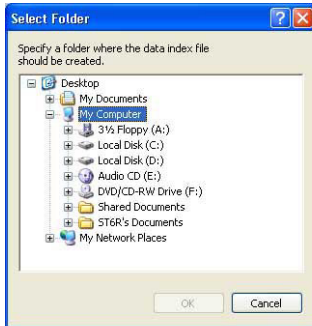 Select Folder
Specify a folder where the data index file
should be created.
Desktop
My Documents
My Computer
3½ Floppy (A:)
Local Disk (C:)
Local Disk (D:)
Audio CD (E:)
DVD/CD-RW Drive (F:)
Shared Documents
ST6R's Documents
My Network Places
OK Cancel